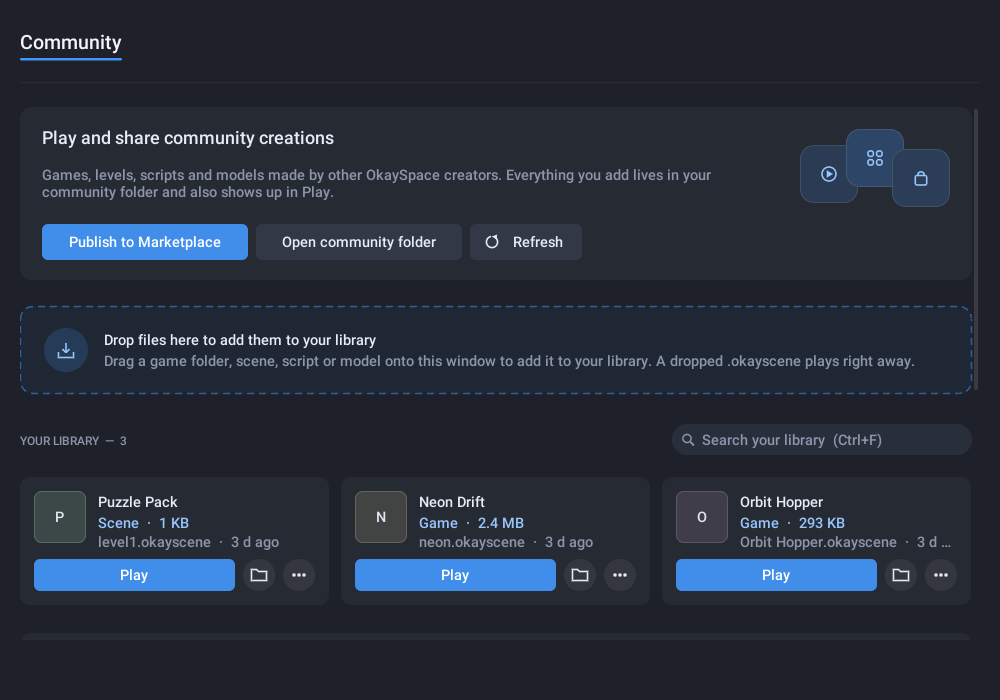 Community
Play and share community creations
Games, levels, scripts and models made by other OkaySpace creators. Everything you add lives in your
community folder and also shows up in Play.
Publish to Marketplace
Open community folder
Refresh
Drop files here to add them to your library
Drag a game folder, scene, script or model onto this window to add it to your library. A dropped .okayscene plays right away.
YOUR LIBRARY — 3
Search your library (Ctrl+F)
P
Puzzle Pack
Scene · 1 KB
level1.okayscene · 3 d ago
Play
N
Neon Drift
Game · 2.4 MB
neon.okayscene · 3 d ago
Play
O
Orbit Hopper
Game · 293 KB
Orbit Hopper.okayscene · 3 d ...
Play